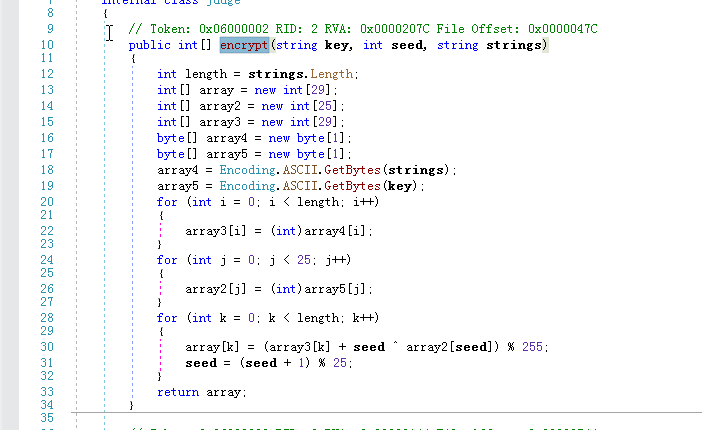 7 internal class judge
8 {
9 // Token: 0x06000002 RID: 2 RVA: 0x0000207C File Offset: 0x0000047C
10 public int[] encrypt(string key, int seed, string strings)
11 {
12 int length = strings.Length;
13 int[] array = new int[29];
14 int[] array2 = new int[25];
15 int[] array3 = new int[29];
16 byte[] array4 = new byte[1];
17 byte[] array5 = new byte[1];
18 array4 = Encoding.ASCII.GetBytes(strings);
19 array5 = Encoding.ASCII.GetBytes(key);
20 for (int i = 0; i < length; i++)
21 {
22 array3[i] = (int)array4[i];
23 }
24 for (int j = 0; j < 25; j++)
25 {
26 array2[j] = (int)array5[j];
27 }
28 for (int k = 0; k < length; k++)
29 {
30 array[k] = (array3[k] + seed ^ array2[seed]) % 255;
31 seed = (seed + 1) % 25;
32 }
33 return array;
34 }
35